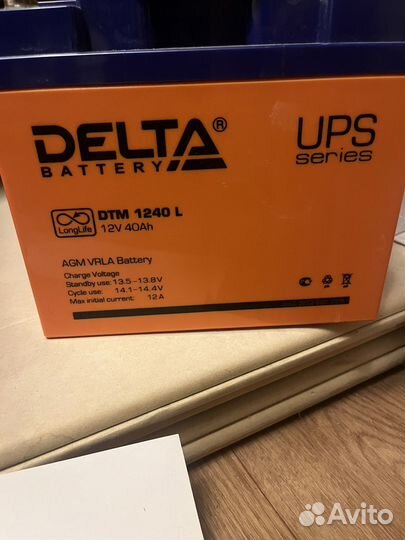 DELTA®
BATTERY
UPS
series
LongLife
DTM 1240 L
12V 40Ah
AGM VRLA Battery
Charge Voltage
Standby use: 13.5-13.8V
Cycle use: 14.1-14.4V
Max initial current: 12A
Avito